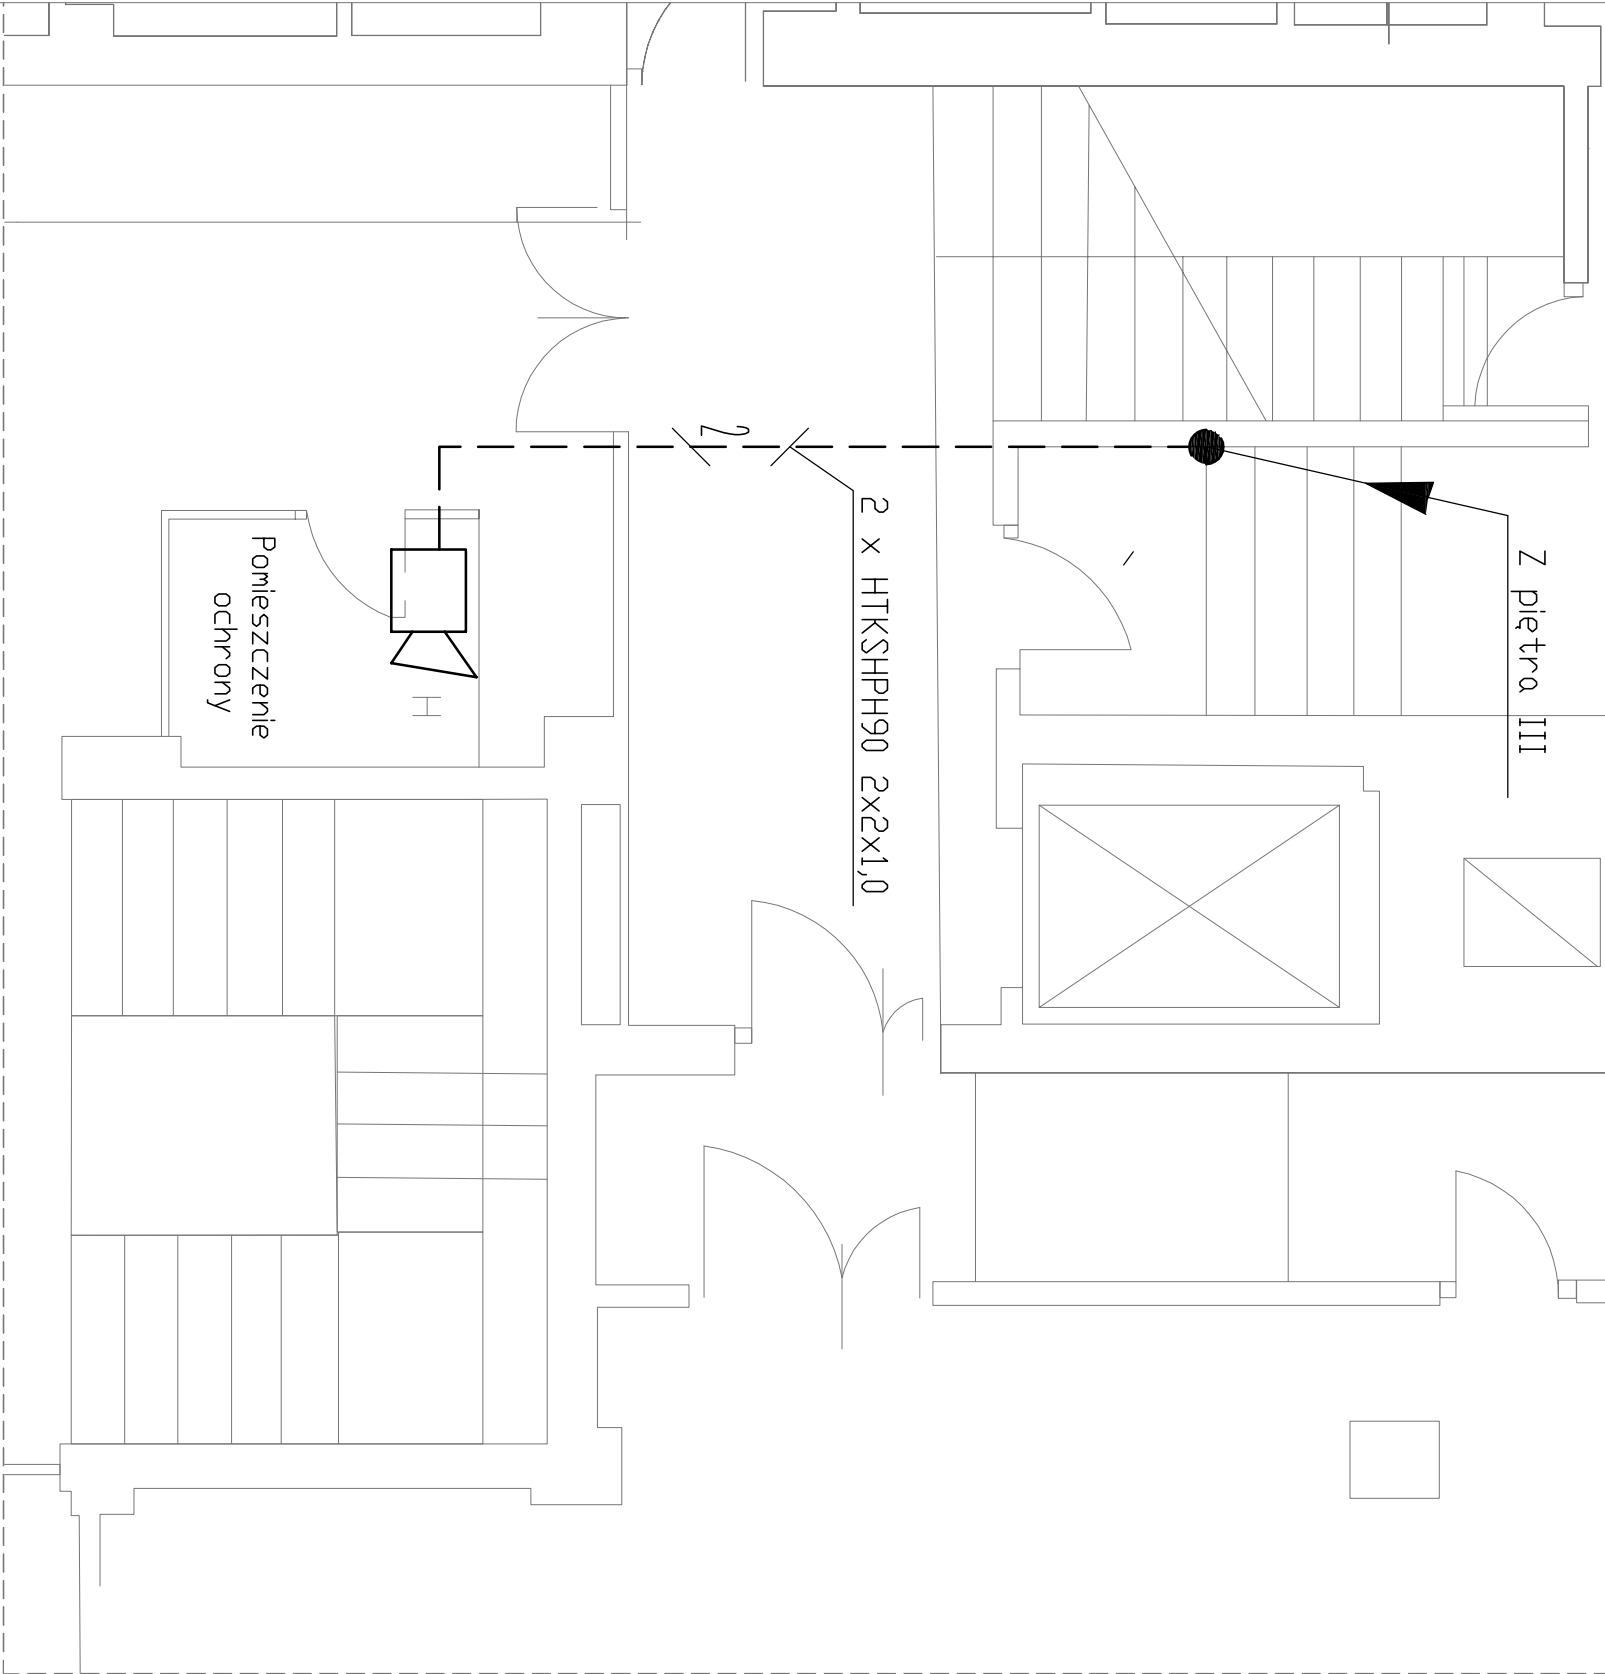 Z piętra III
2 x HTKSHPH90 2x2x1,0
2
H
Pomieszczenie
ochrony